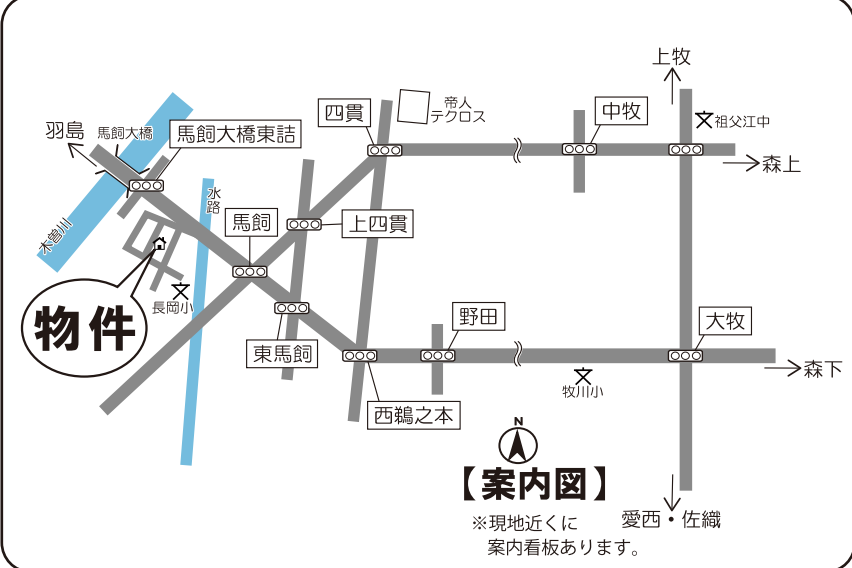 上牧
帝人
テクロス
四貫
中牧
祖父江中
羽島
馬飼大橋
馬飼大橋東詰
森上
水路
馬飼
上四貫
木曽川
物件
長岡小
野田
大牧
東馬飼
森下
牧川小
西鵜之本
N
【案内図】
愛西・佐織
※現地近くに
案内看板あります。